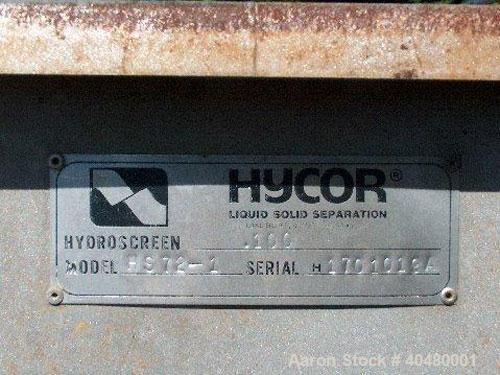 HYCOR®
LIQUID SOLID SEPARATION
HYDROSCREEN .100
MODEL HS72-1 SERIAL H1701019A
Aaron Stock # 40480001